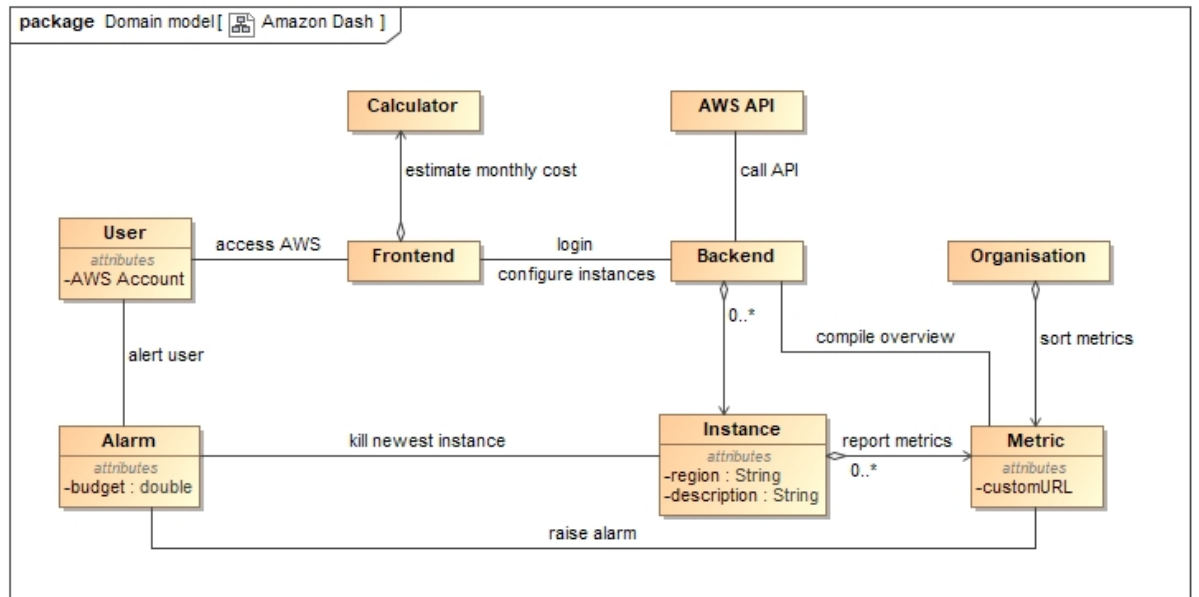 package Domain model[ Amazon Dash ]
Calculator
AWS API
estimate monthly cost
call API
User
attributes
-AWS Account
access AWS
Frontend
login
configure instances
Backend
Organisation
0..*
compile overview
sort metrics
alert user
Alarm
attributes
-budget : double
kill newest instance
Instance
attributes
-region : String
-description : String
report metrics
0..*
Metric
attributes
-customURL
raise alarm